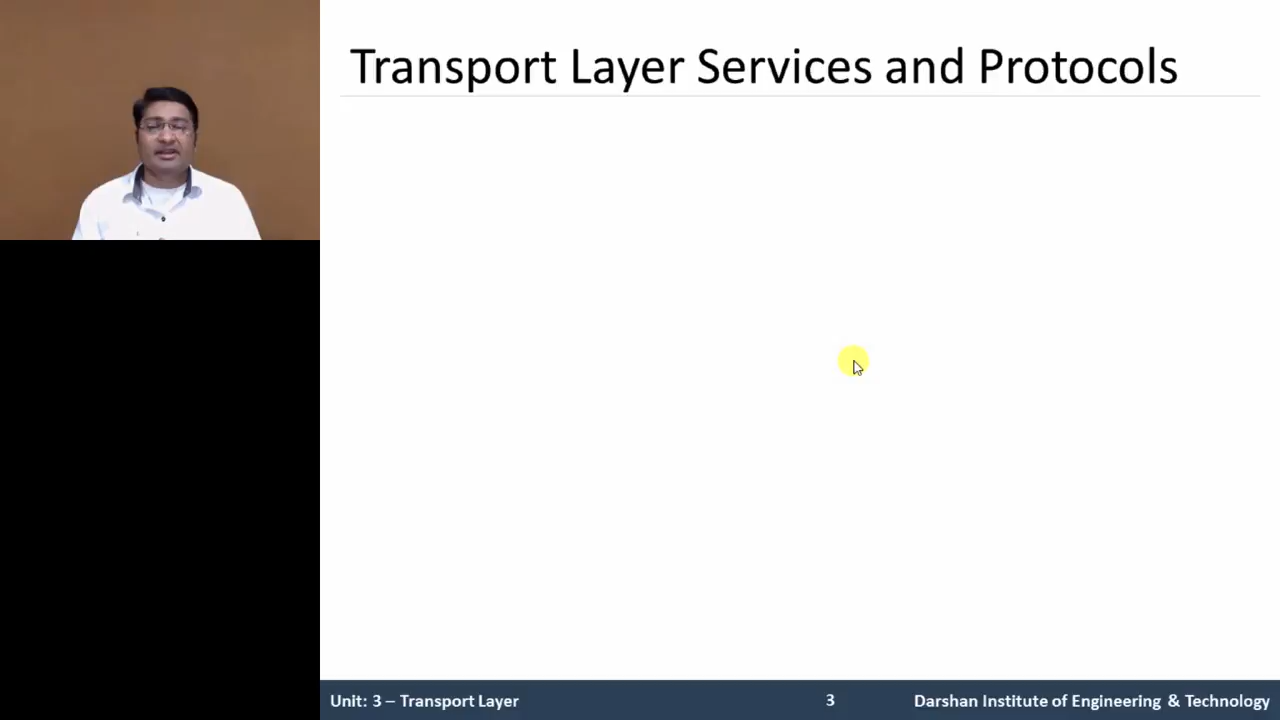 Transport Layer Services and Protocols
Unit: 3 – Transport Layer
3
Darshan Institute of Engineering & Technology